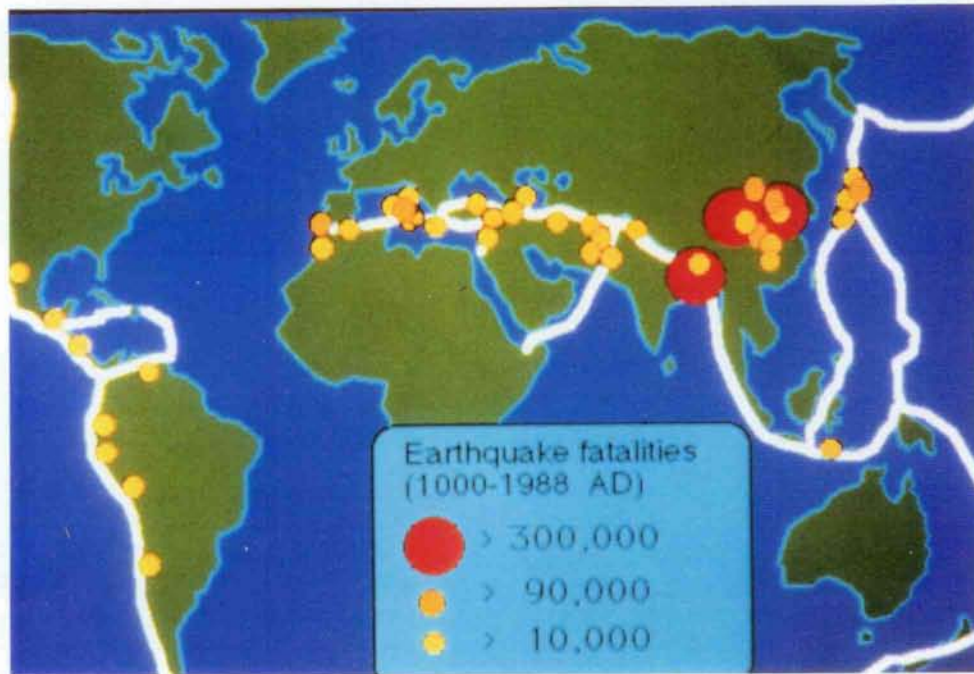 Earthquake fatalities
(1000-1988 AD)
> 300,000
> 90,000
> 10,000